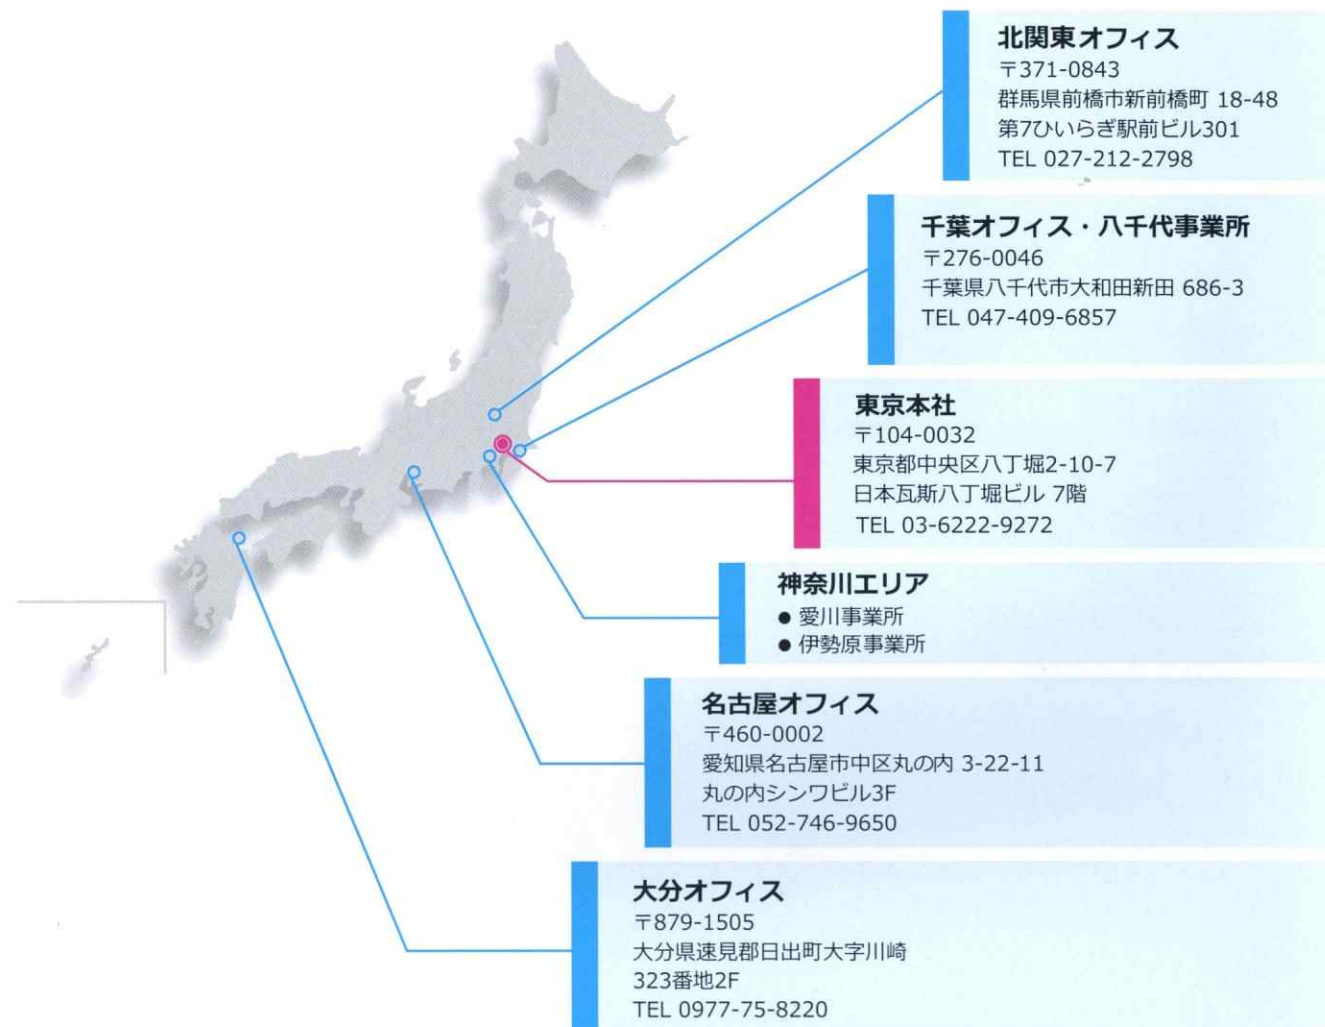 北関東オフィス
〒371-0843
群馬県前橋市新前橋町 18-48
第7ひいらぎ駅前ビル301
TEL 027-212-2798
千葉オフィス・八千代事業所
〒276-0046
千葉県八千代市大和田新田 686-3
TEL 047-409-6857
東京本社
〒104-0032
東京都中央区八丁堀2-10-7
日本瓦斯八丁堀ビル 7階
TEL 03-6222-9272
神奈川エリア
● 愛川事業所
● 伊勢原事業所
名古屋オフィス
〒460-0002
愛知県名古屋市中区丸の内 3-22-11
丸の内シンワビル3F
TEL 052-746-9650
大分オフィス
〒879-1505
大分県速見郡日出町大字川崎
323番地2F
TEL 0977-75-8220